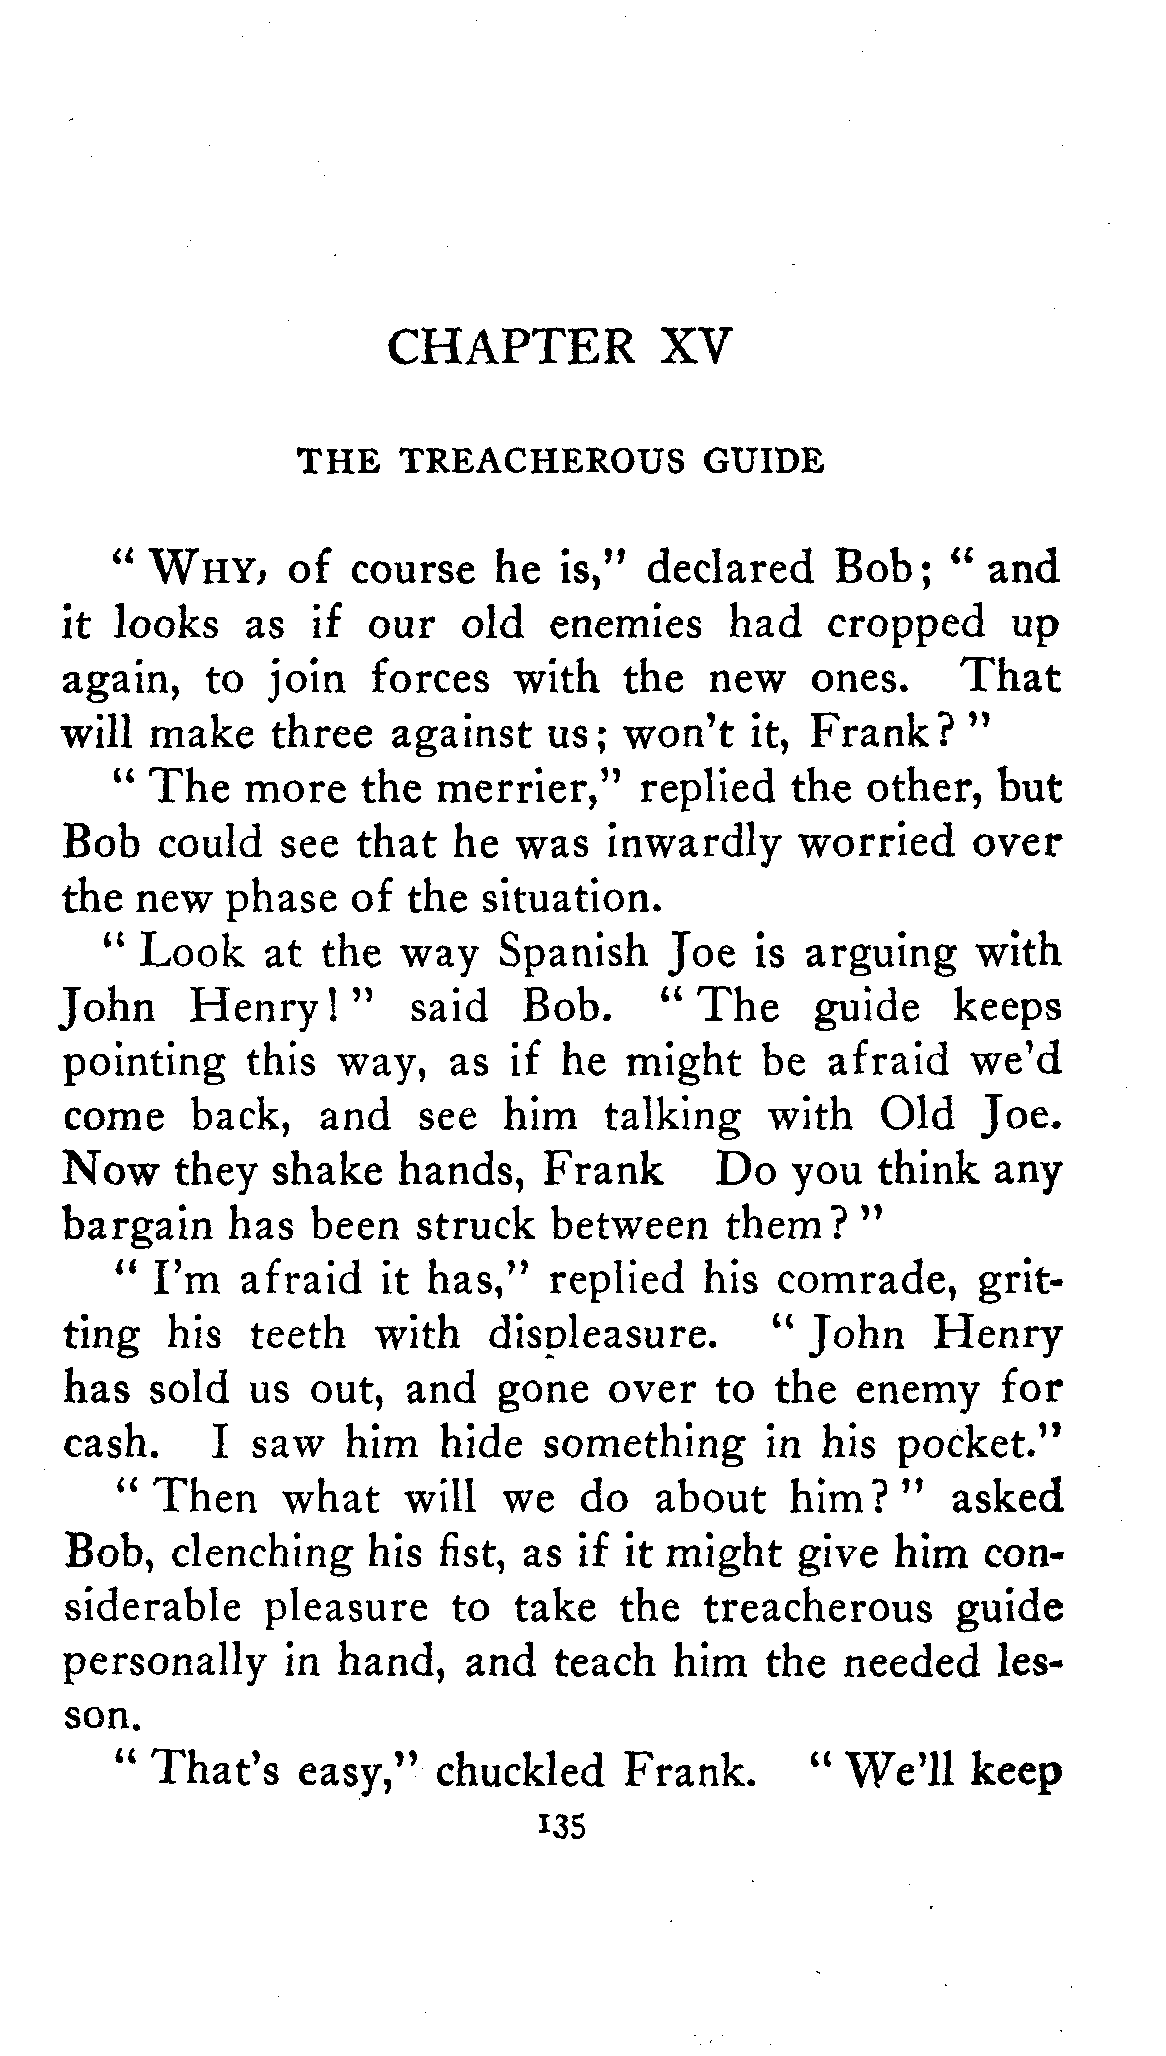 CHAPTER XV
THE TREACHEROUS GUIDE
" WHY, of course he is," declared Bob; " and
it looks as if our old enemies had cropped up
again, to join forces with the new ones. That
will make three against us; won't it, Frank? "
" The more the merrier," replied the other, but
Bob could see that he was inwardly worried over
the new phase of the situation.
" Look at the way Spanish Joe is arguing with
John Henry! " said Bob. " The guide keeps
pointing this way, as if he might be afraid we'd
come back, and see him talking with Old Joe.
Now they shake hands, Frank Do you think any
bargain has been struck between them? "
" I'm afraid it has," replied his comrade, grit-
ting his teeth with displeasure. " John Henry
has sold us out, and gone over to the enemy for
cash. I saw him hide something in his pocket."
" Then what will we do about him? " asked
Bob, clenching his fist, as if it might give him con-
siderable pleasure to take the treacherous guide
personally in hand, and teach him the needed les-
son.
" That's easy," chuckled Frank. " We'll keep
135